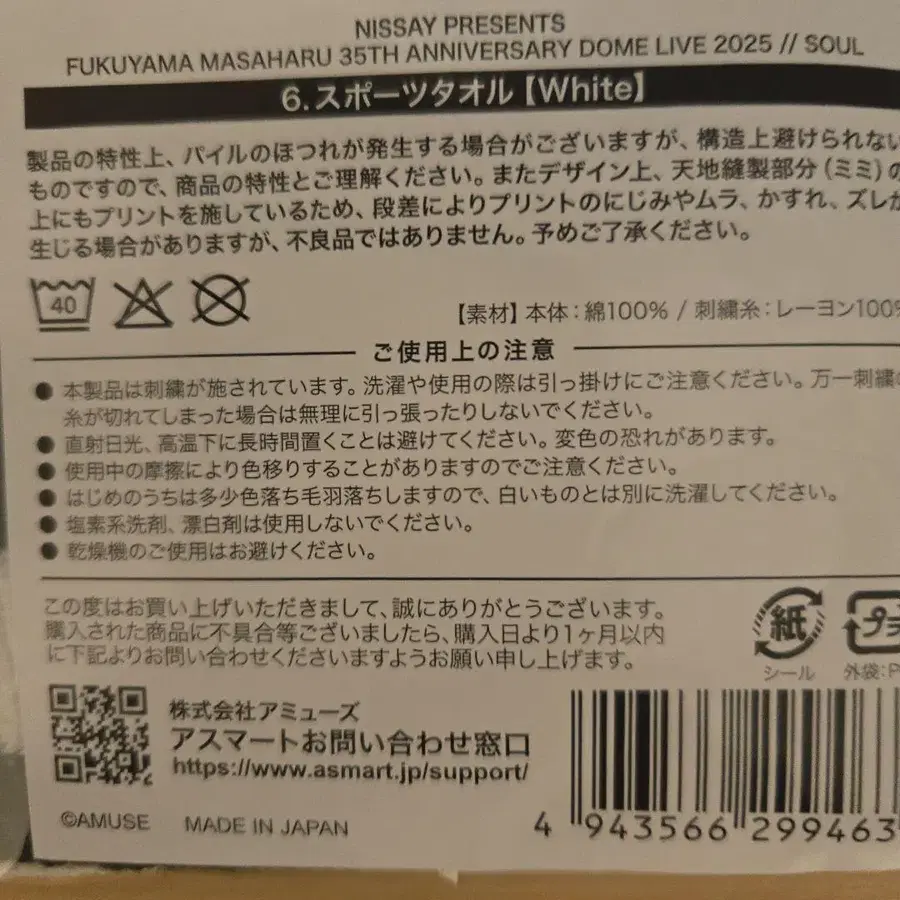 NISSAY PRESENTS
FUKUYAMA MASAHARU 35TH ANNIVERSARY DOME LIVE 2025 // SOUL
6.スポーツタオル【White】
製品の特性上、パイルのほつれが発生する場合がございますが、構造上避けられない
ものですので、商品の特性とご理解ください。またデザイン上、天地縫製部分(ミミ)の
上にもプリントを施しているため、段差によりプリントのにじみやムラ、かすれ、ズレが
生じる場合がありますが、不良品ではありません。予めご了承ください。
40
【素材】本体:綿100% / 刺繍糸:レーヨン100%
ご使用上の注意
● 本製品は刺繍が施されています。洗濯や使用の際は引っ掛けにご注意ください。万一刺繍の
糸が切れてしまった場合は無理に引っ張ったりしないでください。
● 直射日光、高温下に長時間置くことは避けてください。変色の恐れがあります。
● 使用中の摩擦により色移りすることがありますのでご注意ください。
● はじめのうちは多少色落ち毛羽落ちしますので、白いものとは別に洗濯してください。
● 塩素系洗剤、漂白剤は使用しないでください。
● 乾燥機のご使用はお避けください。
この度はお買い上げいただきまして、誠にありがとうございます。
購入された商品に不具合等ございましたら、購入日より1ヶ月以内
に下記よりお問い合わせくださいますようお願い申し上げます。
紙
シール
プラ
外袋:P
株式会社アミューズ
アスマートお問い合わせ窓口
https://www.asmart.jp/support/
©AMUSE MADE IN JAPAN
4 943566 299463